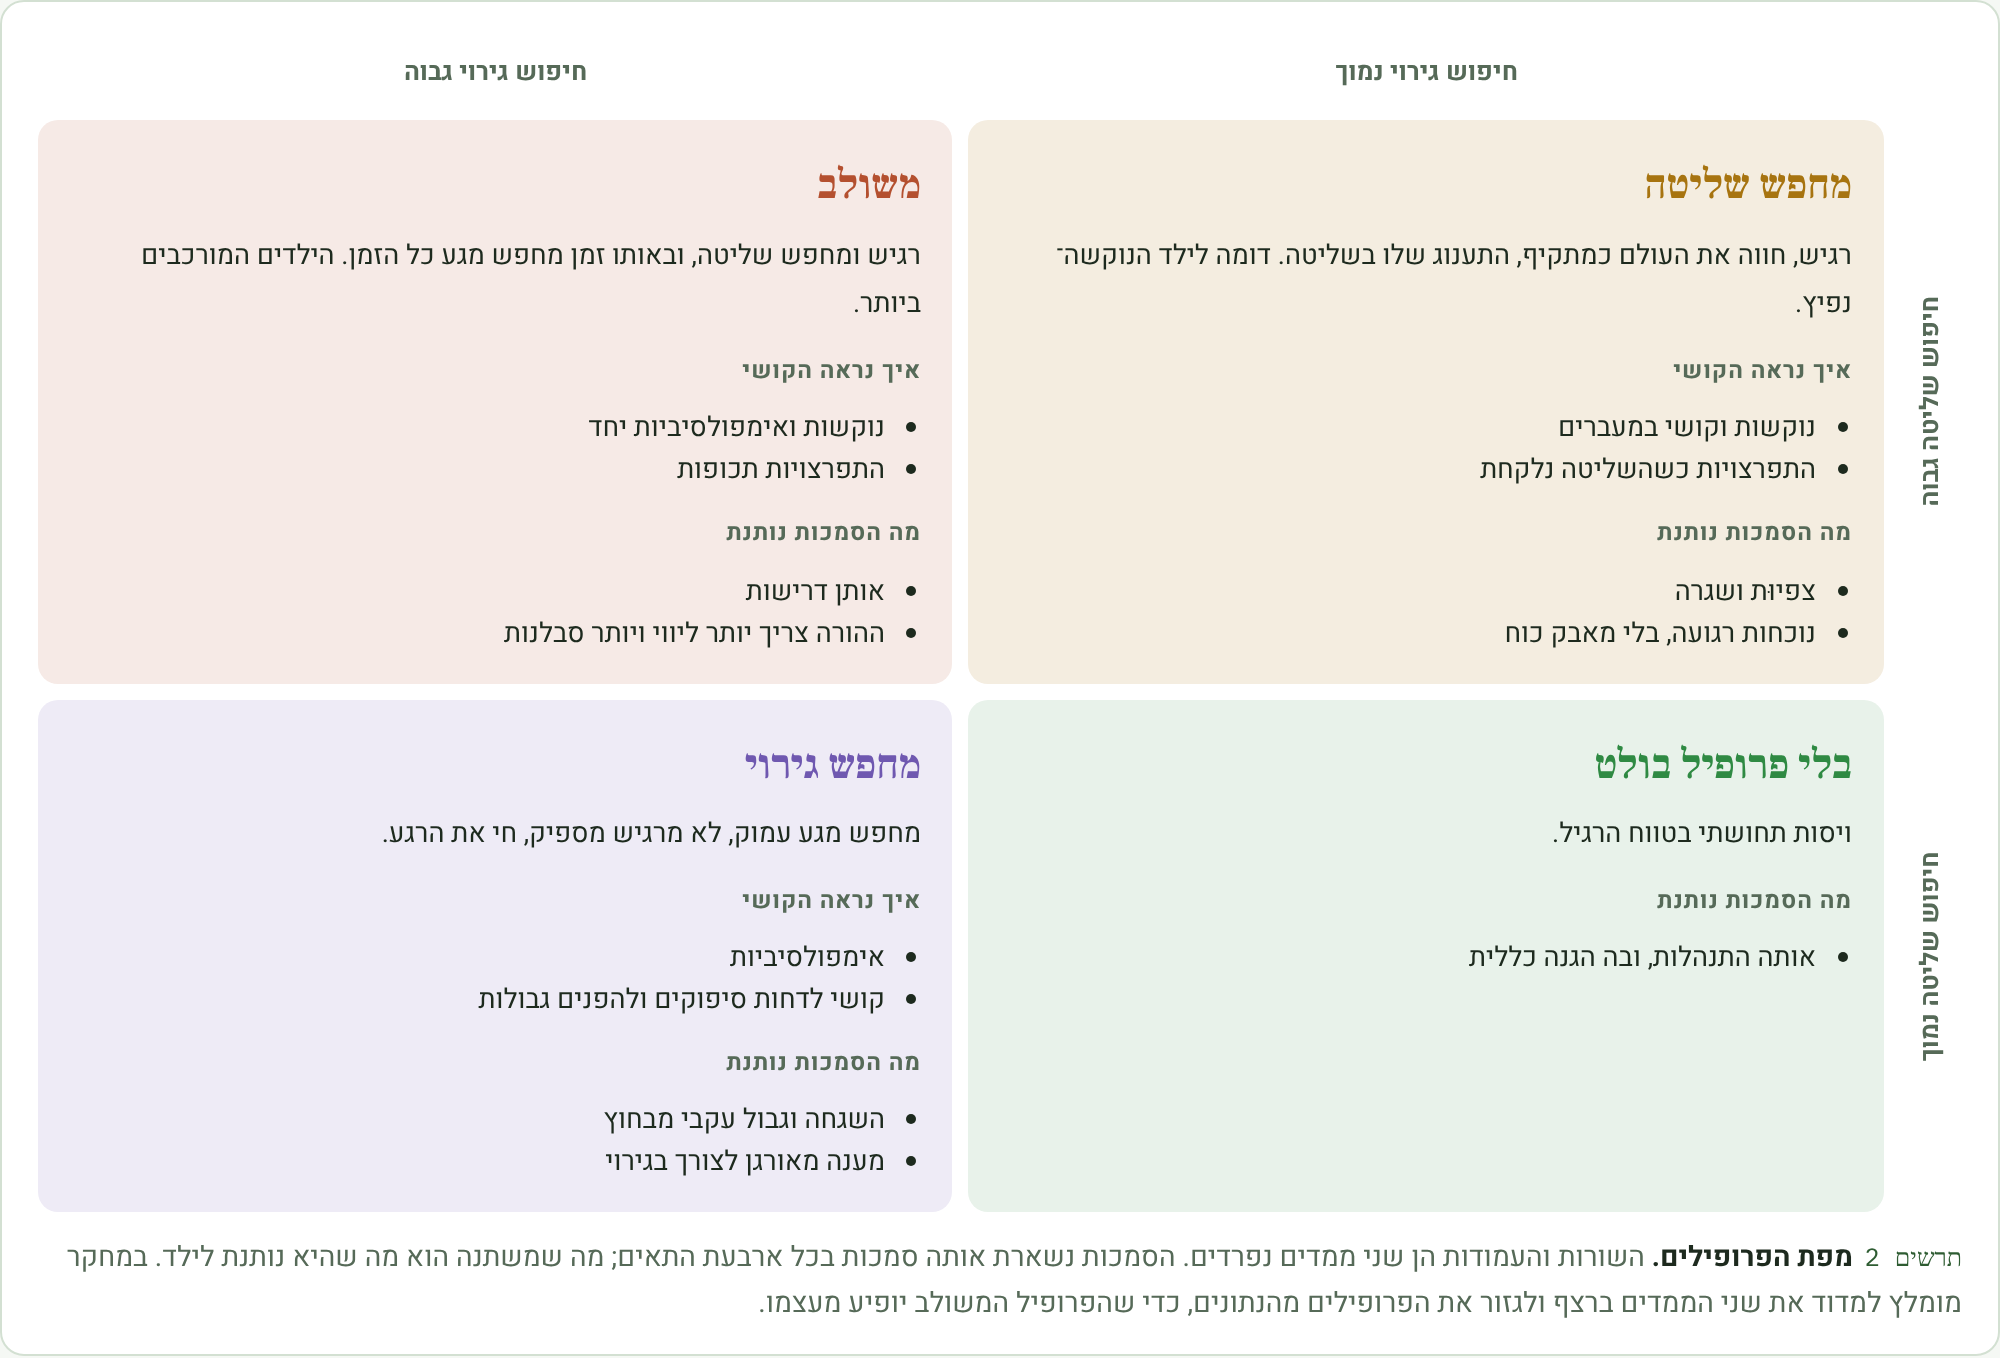 חיפוש גירוי נמוך
חיפוש גירוי גבוה
חיפוש שליטה גבוה
מחפש שליטה
רגיש, חווה את העולם כמתקיף, התענוג שלו בשליטה. דומה לילד הנוקשה־
נפיץ.
איך נראה הקושי
• נוקשות וקושי במעברים
• התפרצויות כשהשליטה נלקחת
מה הסמכות נותנת
• צפיוּת ושגרה
• נוכחות רגועה, בלי מאבק כוח
משולב
רגיש ומחפש שליטה, ובאותו זמן מחפש מגע כל הזמן. הילדים המורכבים
ביותר.
איך נראה הקושי
• נוקשות ואימפולסיביות יחד
• התפרצויות תכופות
מה הסמכות נותנת
• אותן דרישות
• ההורה צריך יותר ליווי ויותר סבלנות
חיפוש שליטה נמוך
בלי פרופיל בולט
ויסות תחושתי בטווח הרגיל.
מה הסמכות נותנת
• אותה התנהלות, ובה הגנה כללית
מחפש גירוי
מחפש מגע עמוק, לא מרגיש מספיק, חי את הרגע.
איך נראה הקושי
• אימפולסיביות
• קושי לדחות סיפוקים ולהפנים גבולות
מה הסמכות נותנת
• השגחה וגבול עקבי מבחוץ
• מענה מאורגן לצורך בגירוי
תרשים 2 מפת הפרופילים. השורות והעמודות הן שני ממדים נפרדים. הסמכות נשארת אותה סמכות בכל ארבעת התאים; מה שמשתנה הוא מה שהיא נותנת לילד. במחקר
מומלץ למדוד את שני הממדים ברצף ולגזור את הפרופילים מהנתונים, כדי שהפרופיל המשולב יופיע מעצמו.